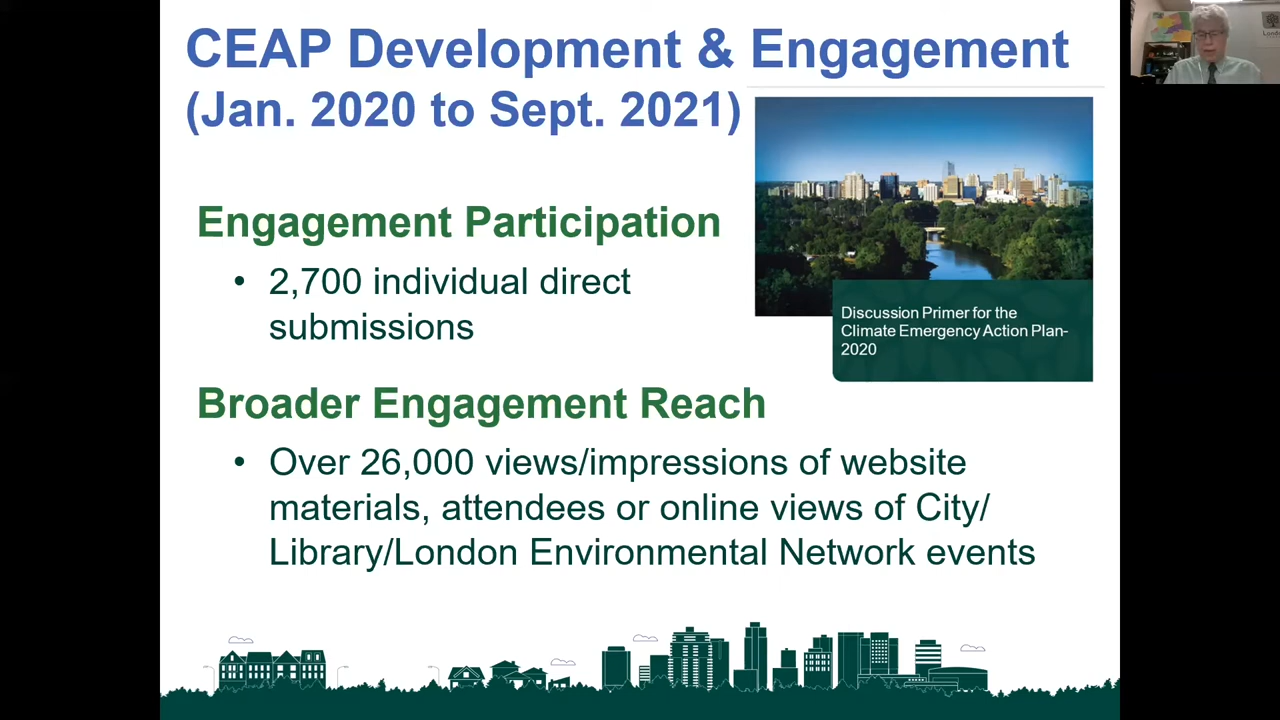 CEAP Development & Engagement
(Jan. 2020 to Sept. 2021)
Engagement Participation
• 2,700 individual direct
submissions
Discussion Primer for the
Climate Emergency Action Plan-
2020
Broader Engagement Reach
• Over 26,000 views/impressions of website
materials, attendees or online views of City/
Library/London Environmental Network events